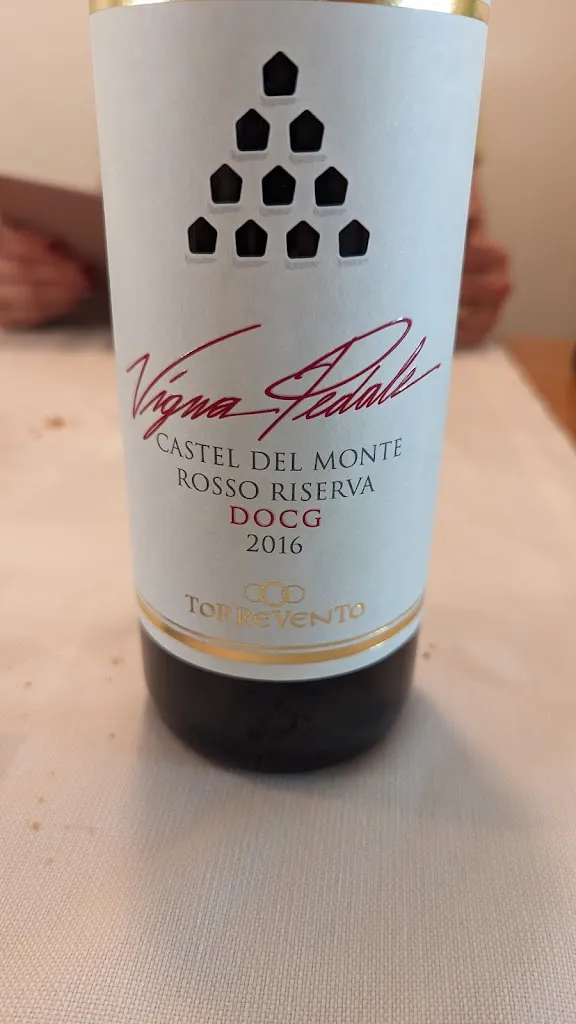 Vigna Pedale
CASTEL DEL MONTE
ROSSO RISERVA
DOCG
2016
TORREVENTO